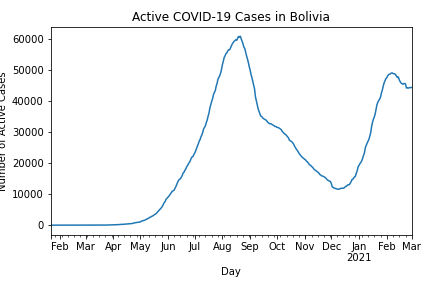 Active COVID-19 Cases in Bolivia
Number of Active Cases
60000
50000
40000
30000
20000
10000
0
Feb Mar Apr May Jun Jul Aug Sep Oct Nov Dec Jan Feb Mar
2021
Day